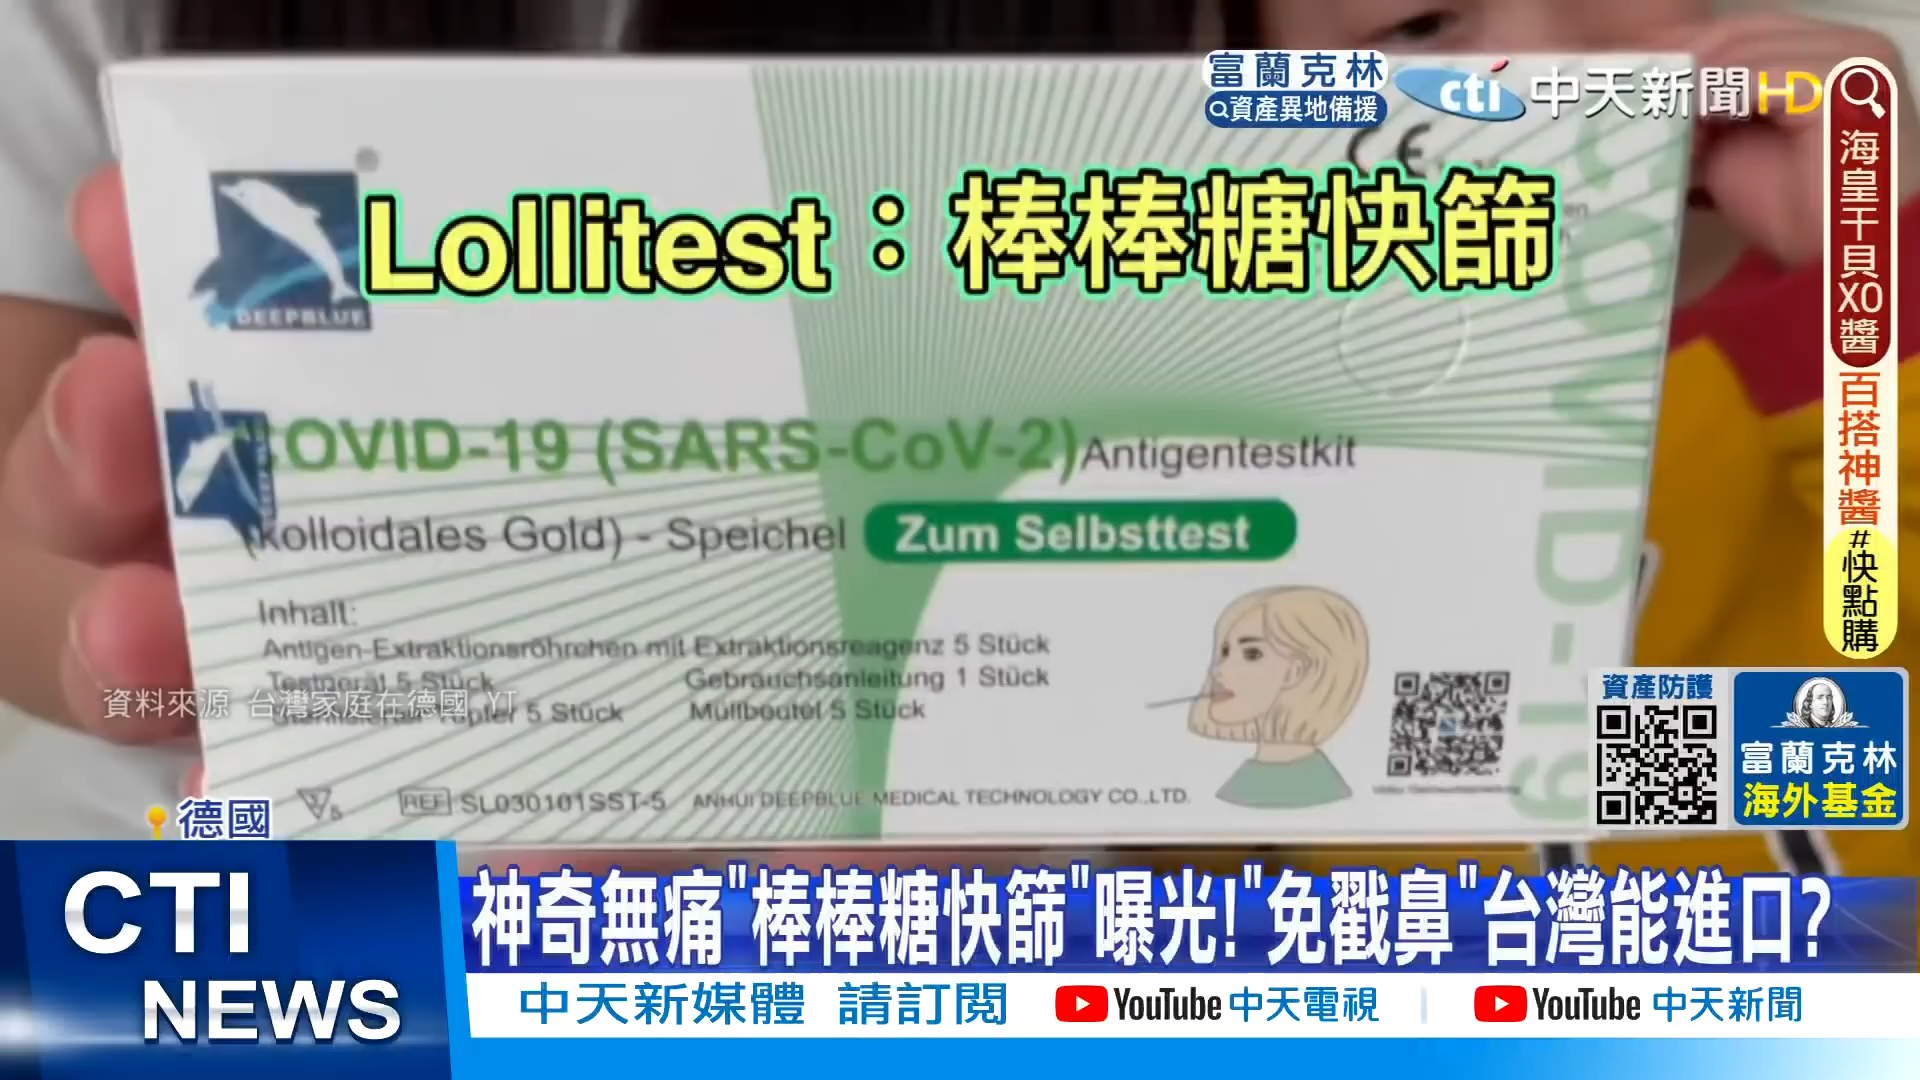 富蘭克林
資產異地備援
cti 中天新聞HD
CE
Lollitest：棒棒糖快篩
DEEPBLUE
COVID-19
COVID-19 (SARS-CoV-2) Antigentestkit
(Kolloidales Gold) - Speichel Zum Selbsttest
Inhalt:
Antigen-Extraktionsröhrchen mit Extraktionsreagenz 5 Stück
Testgerät 5 Stück
Gebrauchsanleitung 1 Stück
5 Stück
Müllbeutel 5 Stück
資料來源 台灣家庭在德國 YT
5
REF SL030101SST-5 ANHUI DEEPBLUE MEDICAL TECHNOLOGY CO.,LTD.
海皇干貝XO醬
百搭神醬
#快點購
資產防護
富蘭克林
海外基金
德國
CTI NEWS
神奇無痛"棒棒糖快篩"曝光!"免戳鼻"台灣能進口?
中天新媒體 請訂閱 YouTube 中天電視 | YouTube 中天新聞